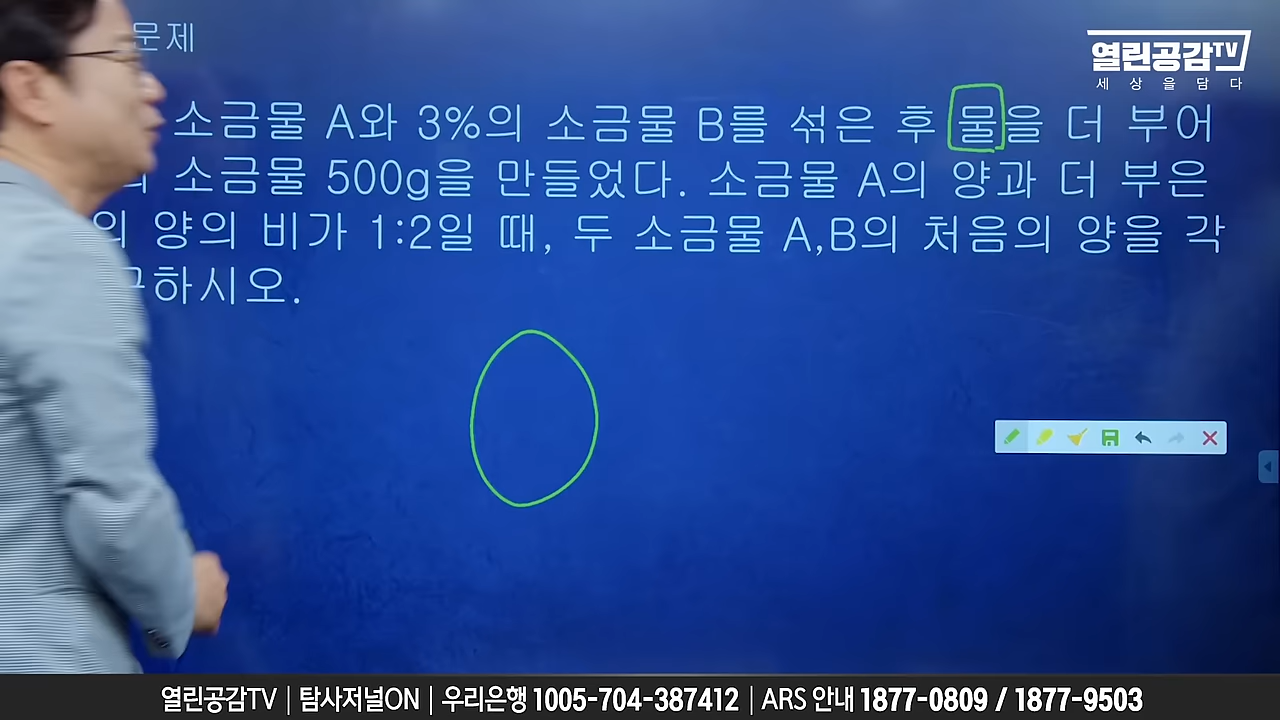 문제
소금물 A와 3%의 소금물 B를 섞은 후 물을 더 부어
소금물 500g을 만들었다. 소금물 A의 양과 더 부은
의 양의 비가 1:2일 때, 두 소금물 A,B의 처음의 양을 각
구하시오.
열린공감TV
세상을담다
열린공감TV | 탐사저널ON | 우리은행 1005-704-387412 | ARS 안내 1877-0809 / 1877-9503